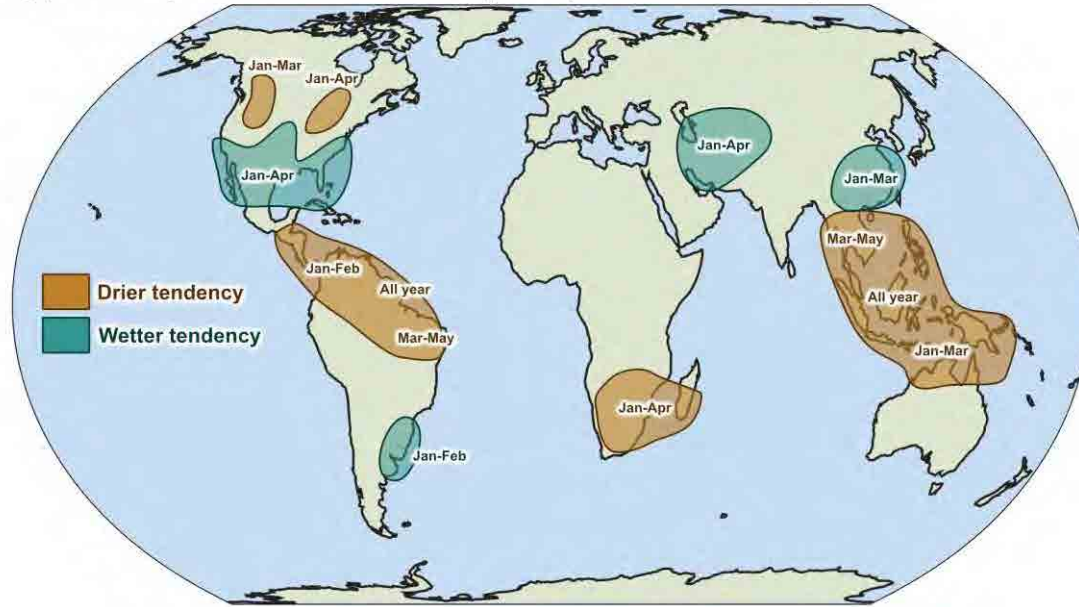 Jan-Mar
Jan-Apr
Jan-Apr
Jan-Apr
Jan-Mar
Mar-May
Jan-Feb
All year
All year
Drier tendency
Wetter tendency
Mar-May
Jan-Mar
Jan-Apr
Jan-Feb